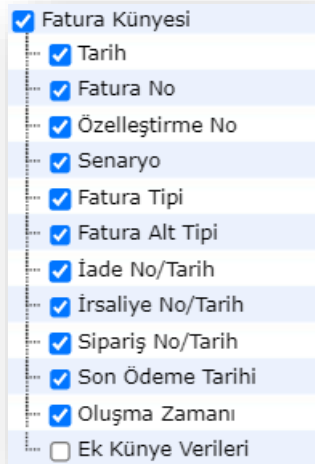 Fatura Künyesi
Tarih
Fatura No
Özelleştirme No
Senaryo
Fatura Tipi
Fatura Alt Tipi
İade No/Tarih
İrsaliye No/Tarih
Sipariş No/Tarih
Son Ödeme Tarihi
Oluşma Zamanı
Ek Künye Verileri